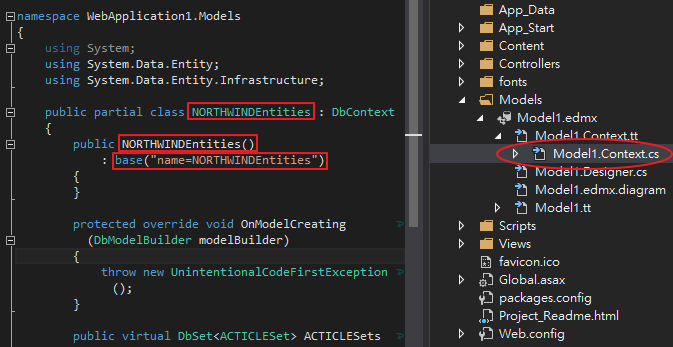 namespace WebApplication1.Models
{
using System;
using System.Data.Entity;
using System.Data.Entity.Infrastructure;
public partial class NORTHWINDEntities : DbContext
{
public NORTHWINDEntities()
: base("name=NORTHWINDEntities")
{
}
protected override void OnModelCreating
(DbModelBuilder modelBuilder)
{
throw new UnintentionalCodeFirstException
();
}
public virtual DbSet<ACTICLESet> ACTICLESets
App_Data
App_Start
Content
Controllers
fonts
Models
Model1.edmx
Model1.Context.tt
Model1.Context.cs
Model1.Designer.cs
Model1.edmx.diagram
Model1.tt
Scripts
Views
favicon.ico
Global.asax
packages.config
Project_Readme.html
Web.config